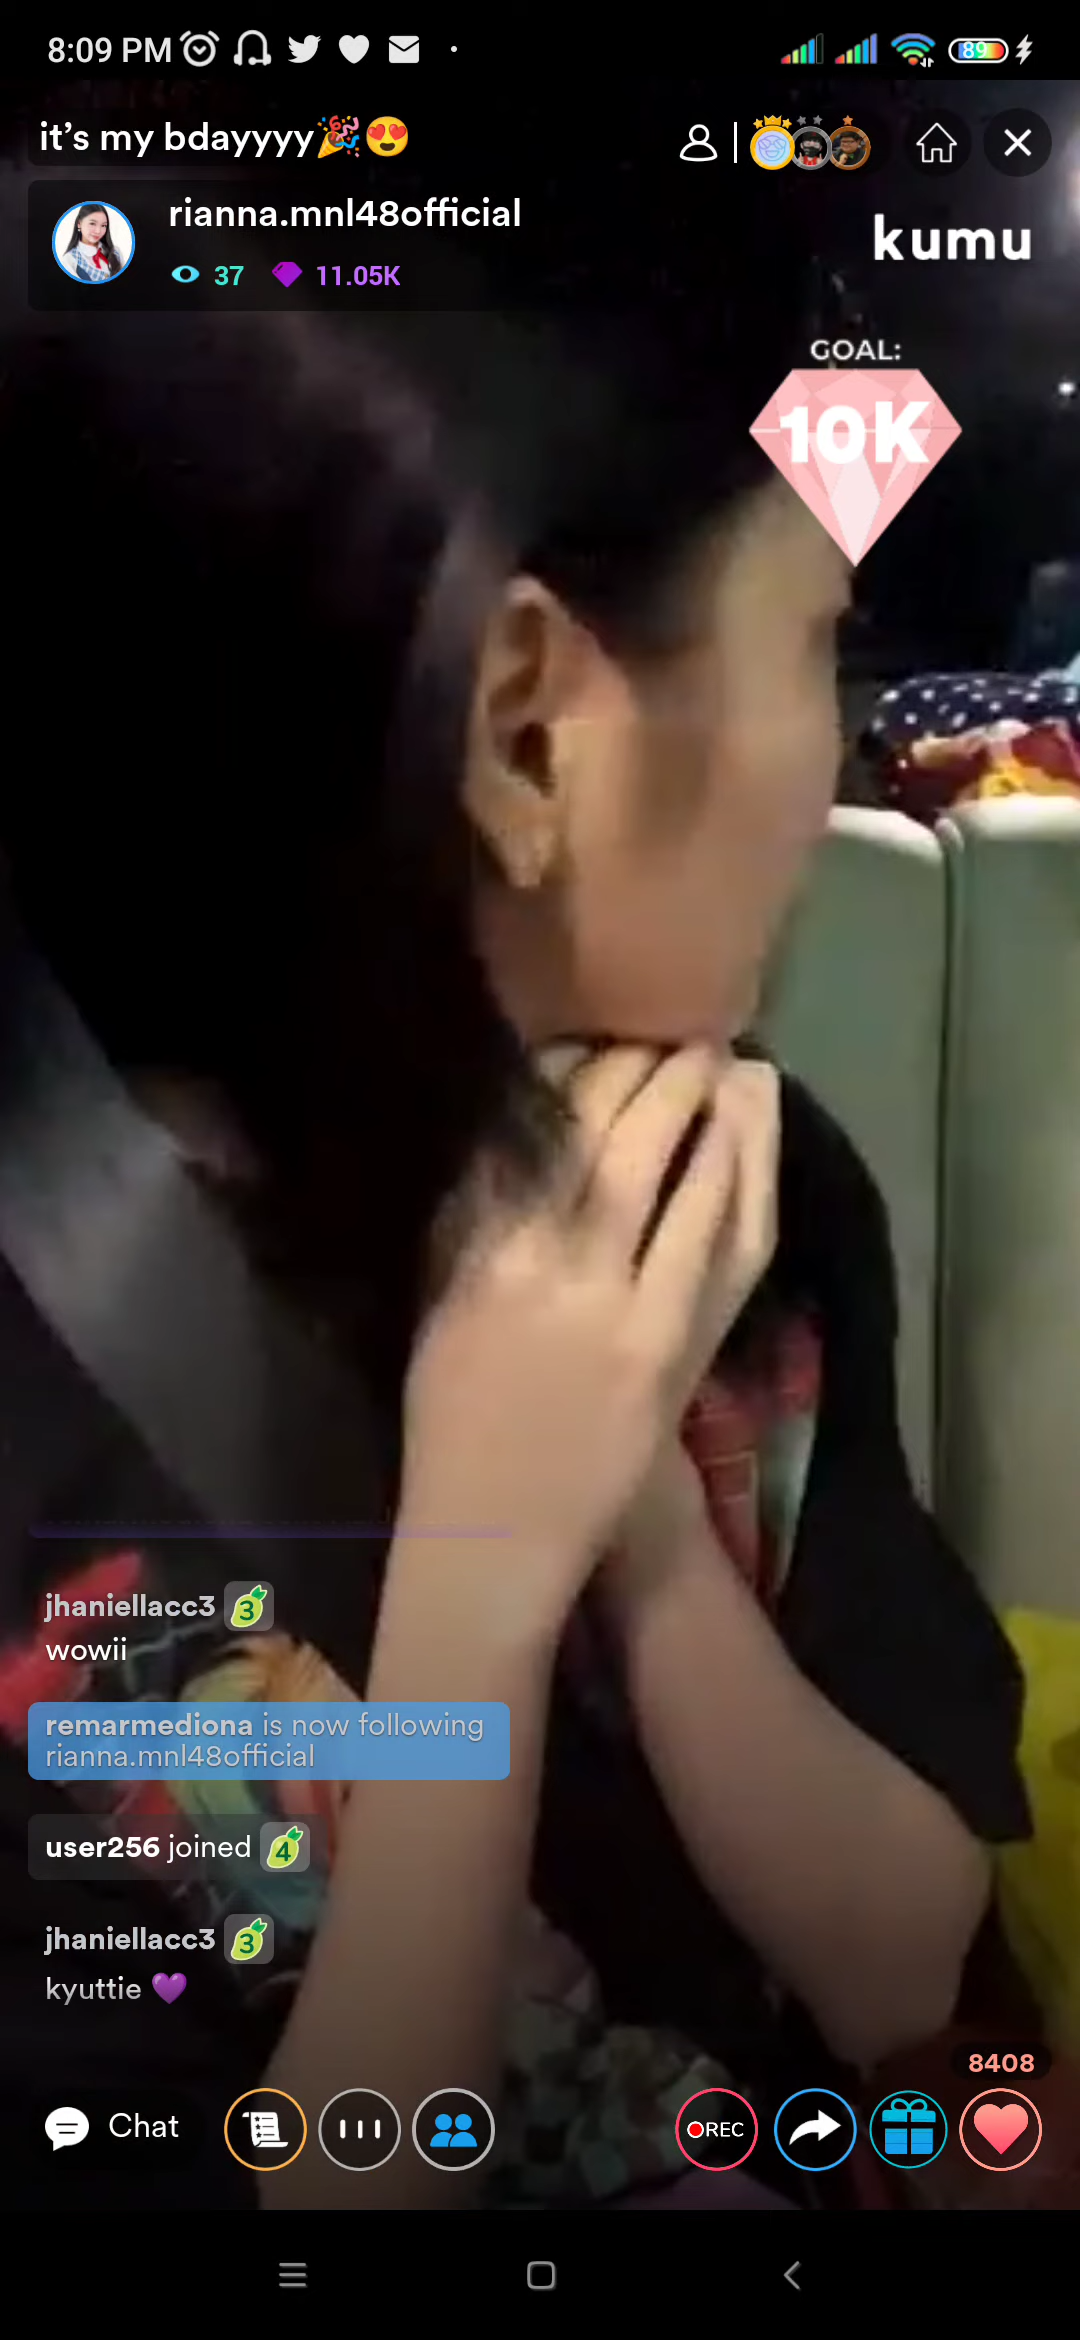 8:09 PM
89
it's my bdayyyy🎉😍
rianna.mnl48official
37 11.05K
kumu
GOAL:
10K
jhaniellacc3 3
wowii
remarmediona is now following
rianna.mnl48official
user256 joined 4
jhaniellacc3 3
kyuttie 💜
8408
Chat
REC